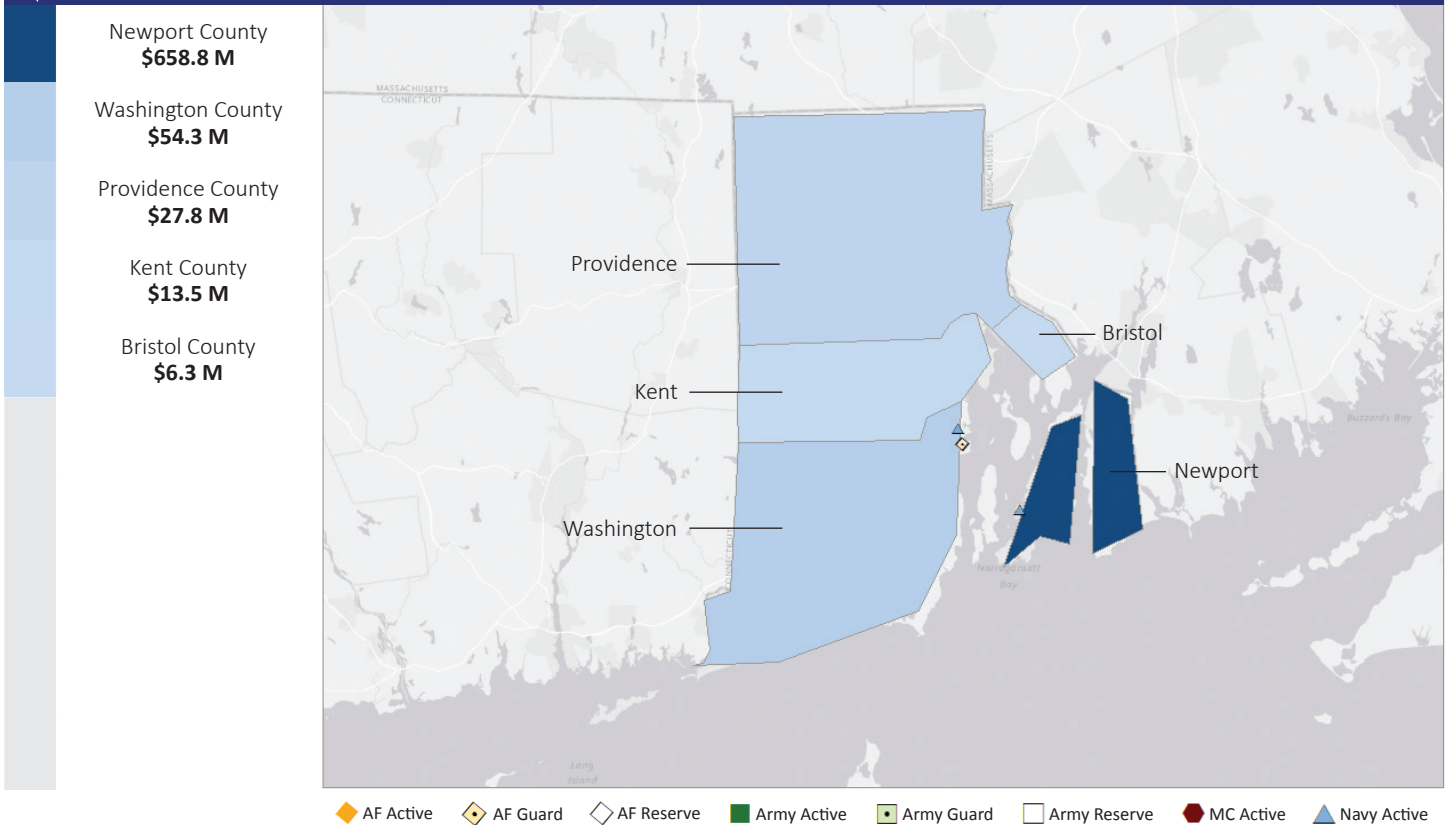 Newport County
$658.8 M
Washington County
$54.3 M
Providence County
$27.8 M
Kent County
$13.5 M
Bristol County
$6.3 M
MASSACHUSETTS
CONNECTICUT
MASSACHUSETTS
Providence
Bristol
Kent
Buzzards Bay
Newport
Washington
CONNECTICUT
Narragansett
Bay
Long
Island
AF Active
AF Guard
AF Reserve
Army Active
Army Guard
Army Reserve
MC Active
Navy Active